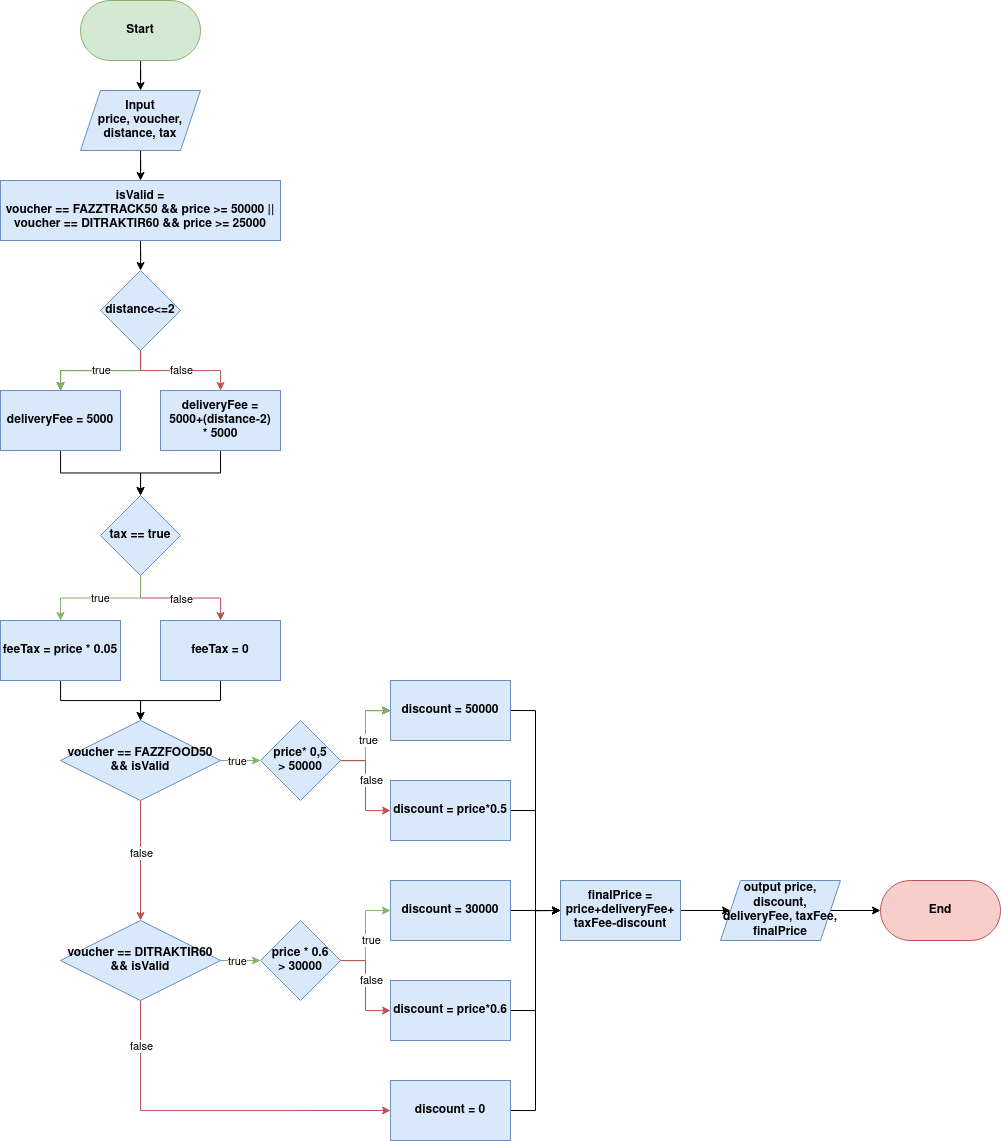 Start
Input
price, voucher,
distance, tax
isValid =
voucher == FAZZTRACK50 && price >= 50000 ||
voucher == DITRAKTIR60 && price >= 25000
distance<=2
true
false
deliveryFee = 5000
deliveryFee =
5000+(distance-2)
* 5000
tax == true
true
false
feeTax = price * 0.05
feeTax = 0
voucher == FAZZFOOD50
&& isValid
true
price* 0,5
> 50000
true
false
discount = 50000
discount = price*0.5
false
voucher == DITRAKTIR60
&& isValid
true
price * 0.6
> 30000
true
false
discount = 30000
discount = price*0.6
false
discount = 0
finalPrice =
price+deliveryFee+
taxFee-discount
output price,
discount,
deliveryFee, taxFee,
finalPrice
End